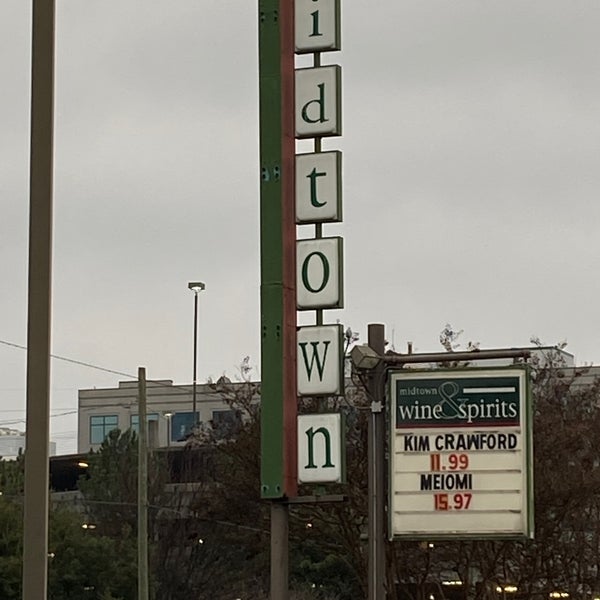 i
d
t
o
w
n
midtown
wine & spirits
KIM CRAWFORD
11.99
MEIOMI
15.97